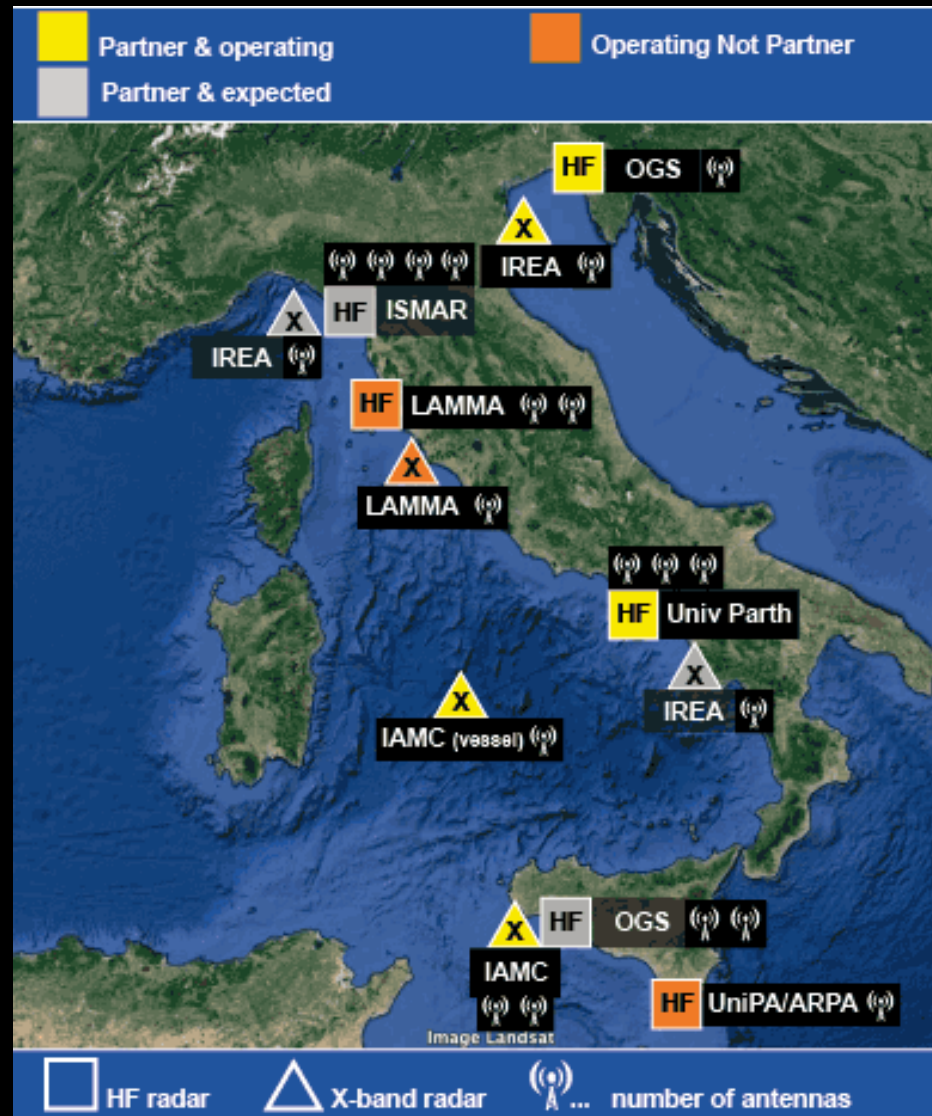 Partner & operating
Operating Not Partner
Partner & expected
HF OGS
X
IREA
HF ISMAR
X
IREA
HF LAMMA
X
LAMMA
HF Univ Parth
X
IREA
X
IAMC (vessel)
HF OGS
X
IAMC
HF UniPA/ARPA
Image Landsat
HF radar
X-band radar
... number of antennas